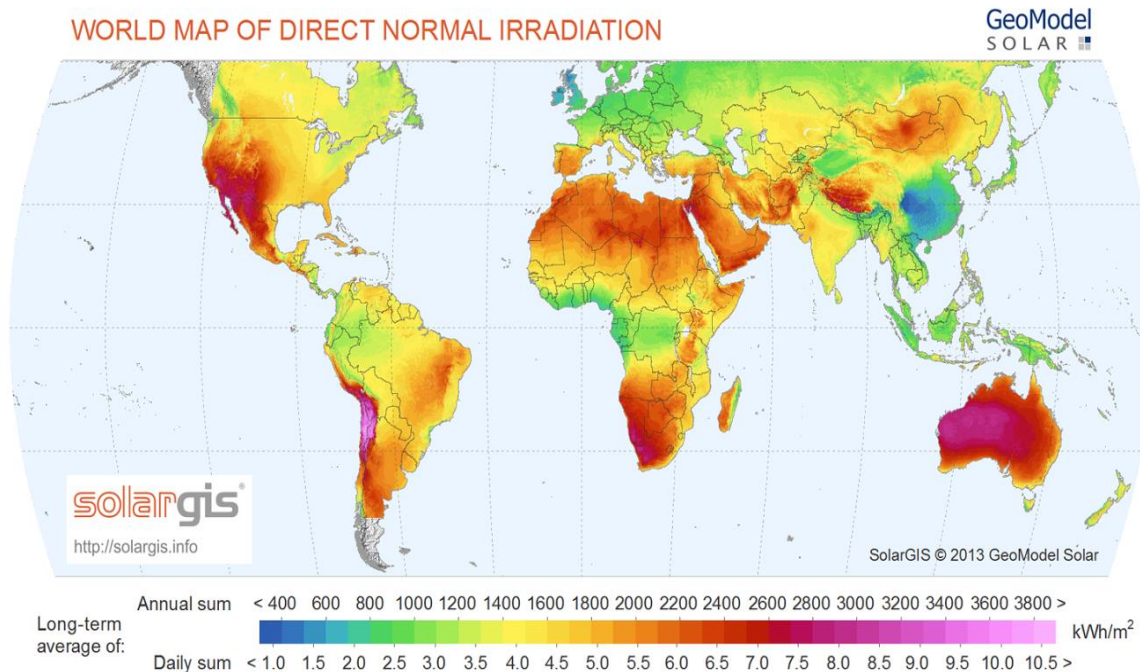 WORLD MAP OF DIRECT NORMAL IRRADIATION
GeoModel
SOLAR
solargis®
http://solargis.info
SolarGIS © 2013 GeoModel Solar
Annual sum < 400 600 800 1000 1200 1400 1600 1800 2000 2200 2400 2600 2800 3000 3200 3400 3600 3800 >
Long-term
average of:
kWh/m²
Daily sum < 1.0 1.5 2.0 2.5 3.0 3.5 4.0 4.5 5.0 5.5 6.0 6.5 7.0 7.5 8.0 8.5 9.0 9.5 10.0 10.5 >